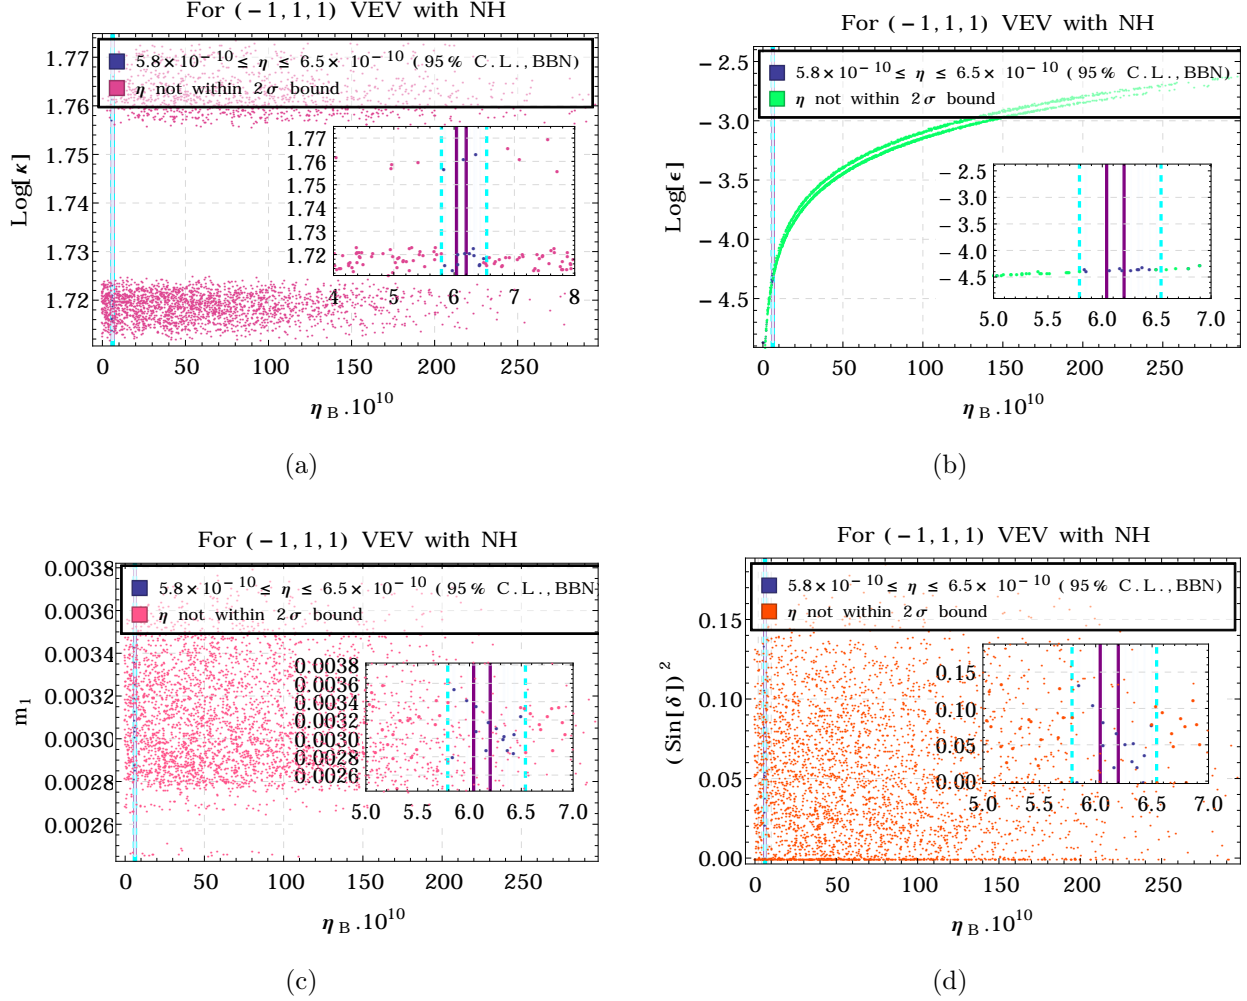 (a)
For (−1, 1, 1) VEV with NH
5.8× 10⁻¹⁰ ≤ η ≤ 6.5× 10⁻¹⁰ (95% C.L.,BBN)
η not within 2σ bound
Log[κ]
1.77
1.76
1.75
1.74
1.73
1.72
0 50 100 150 200 250
η B .10¹⁰
1.77
1.76
1.75
1.74
1.73
1.72
4 5 6 7 8
(a)
For (−1, 1, 1) VEV with NH
5.8× 10⁻¹⁰ ≤ η ≤ 6.5× 10⁻¹⁰ (95% C.L.,BBN)
η not within 2σ bound
Log[ϵ]
−2.5
−3.0
−3.5
−4.0
−4.5
0 50 100 150 200 250
η B .10¹⁰
−2.5
−3.0
−3.5
−4.0
−4.5
5.0 5.5 6.0 6.5 7.0
(b)
For (−1, 1, 1) VEV with NH
5.8× 10⁻¹⁰ ≤ η ≤ 6.5× 10⁻¹⁰ (95% C.L.,BBN)
η not within 2σ bound
m₁
0.0038
0.0036
0.0034
0.0032
0.0030
0.0028
0.0026
0 50 100 150 200 250
η B .10¹⁰
0.0038
0.0036
0.0034
0.0032
0.0030
0.0028
0.0026
5.0 5.5 6.0 6.5 7.0
(c)
For (−1, 1, 1) VEV with NH
5.8× 10⁻¹⁰ ≤ η ≤ 6.5× 10⁻¹⁰ (95% C.L.,BBN)
η not within 2σ bound
(Sin[δ])²
0.15
0.10
0.05
0.00
0 50 100 150 200 250
η B .10¹⁰
0.15
0.10
0.05
0.00
5.0 5.5 6.0 6.5 7.0
(d)